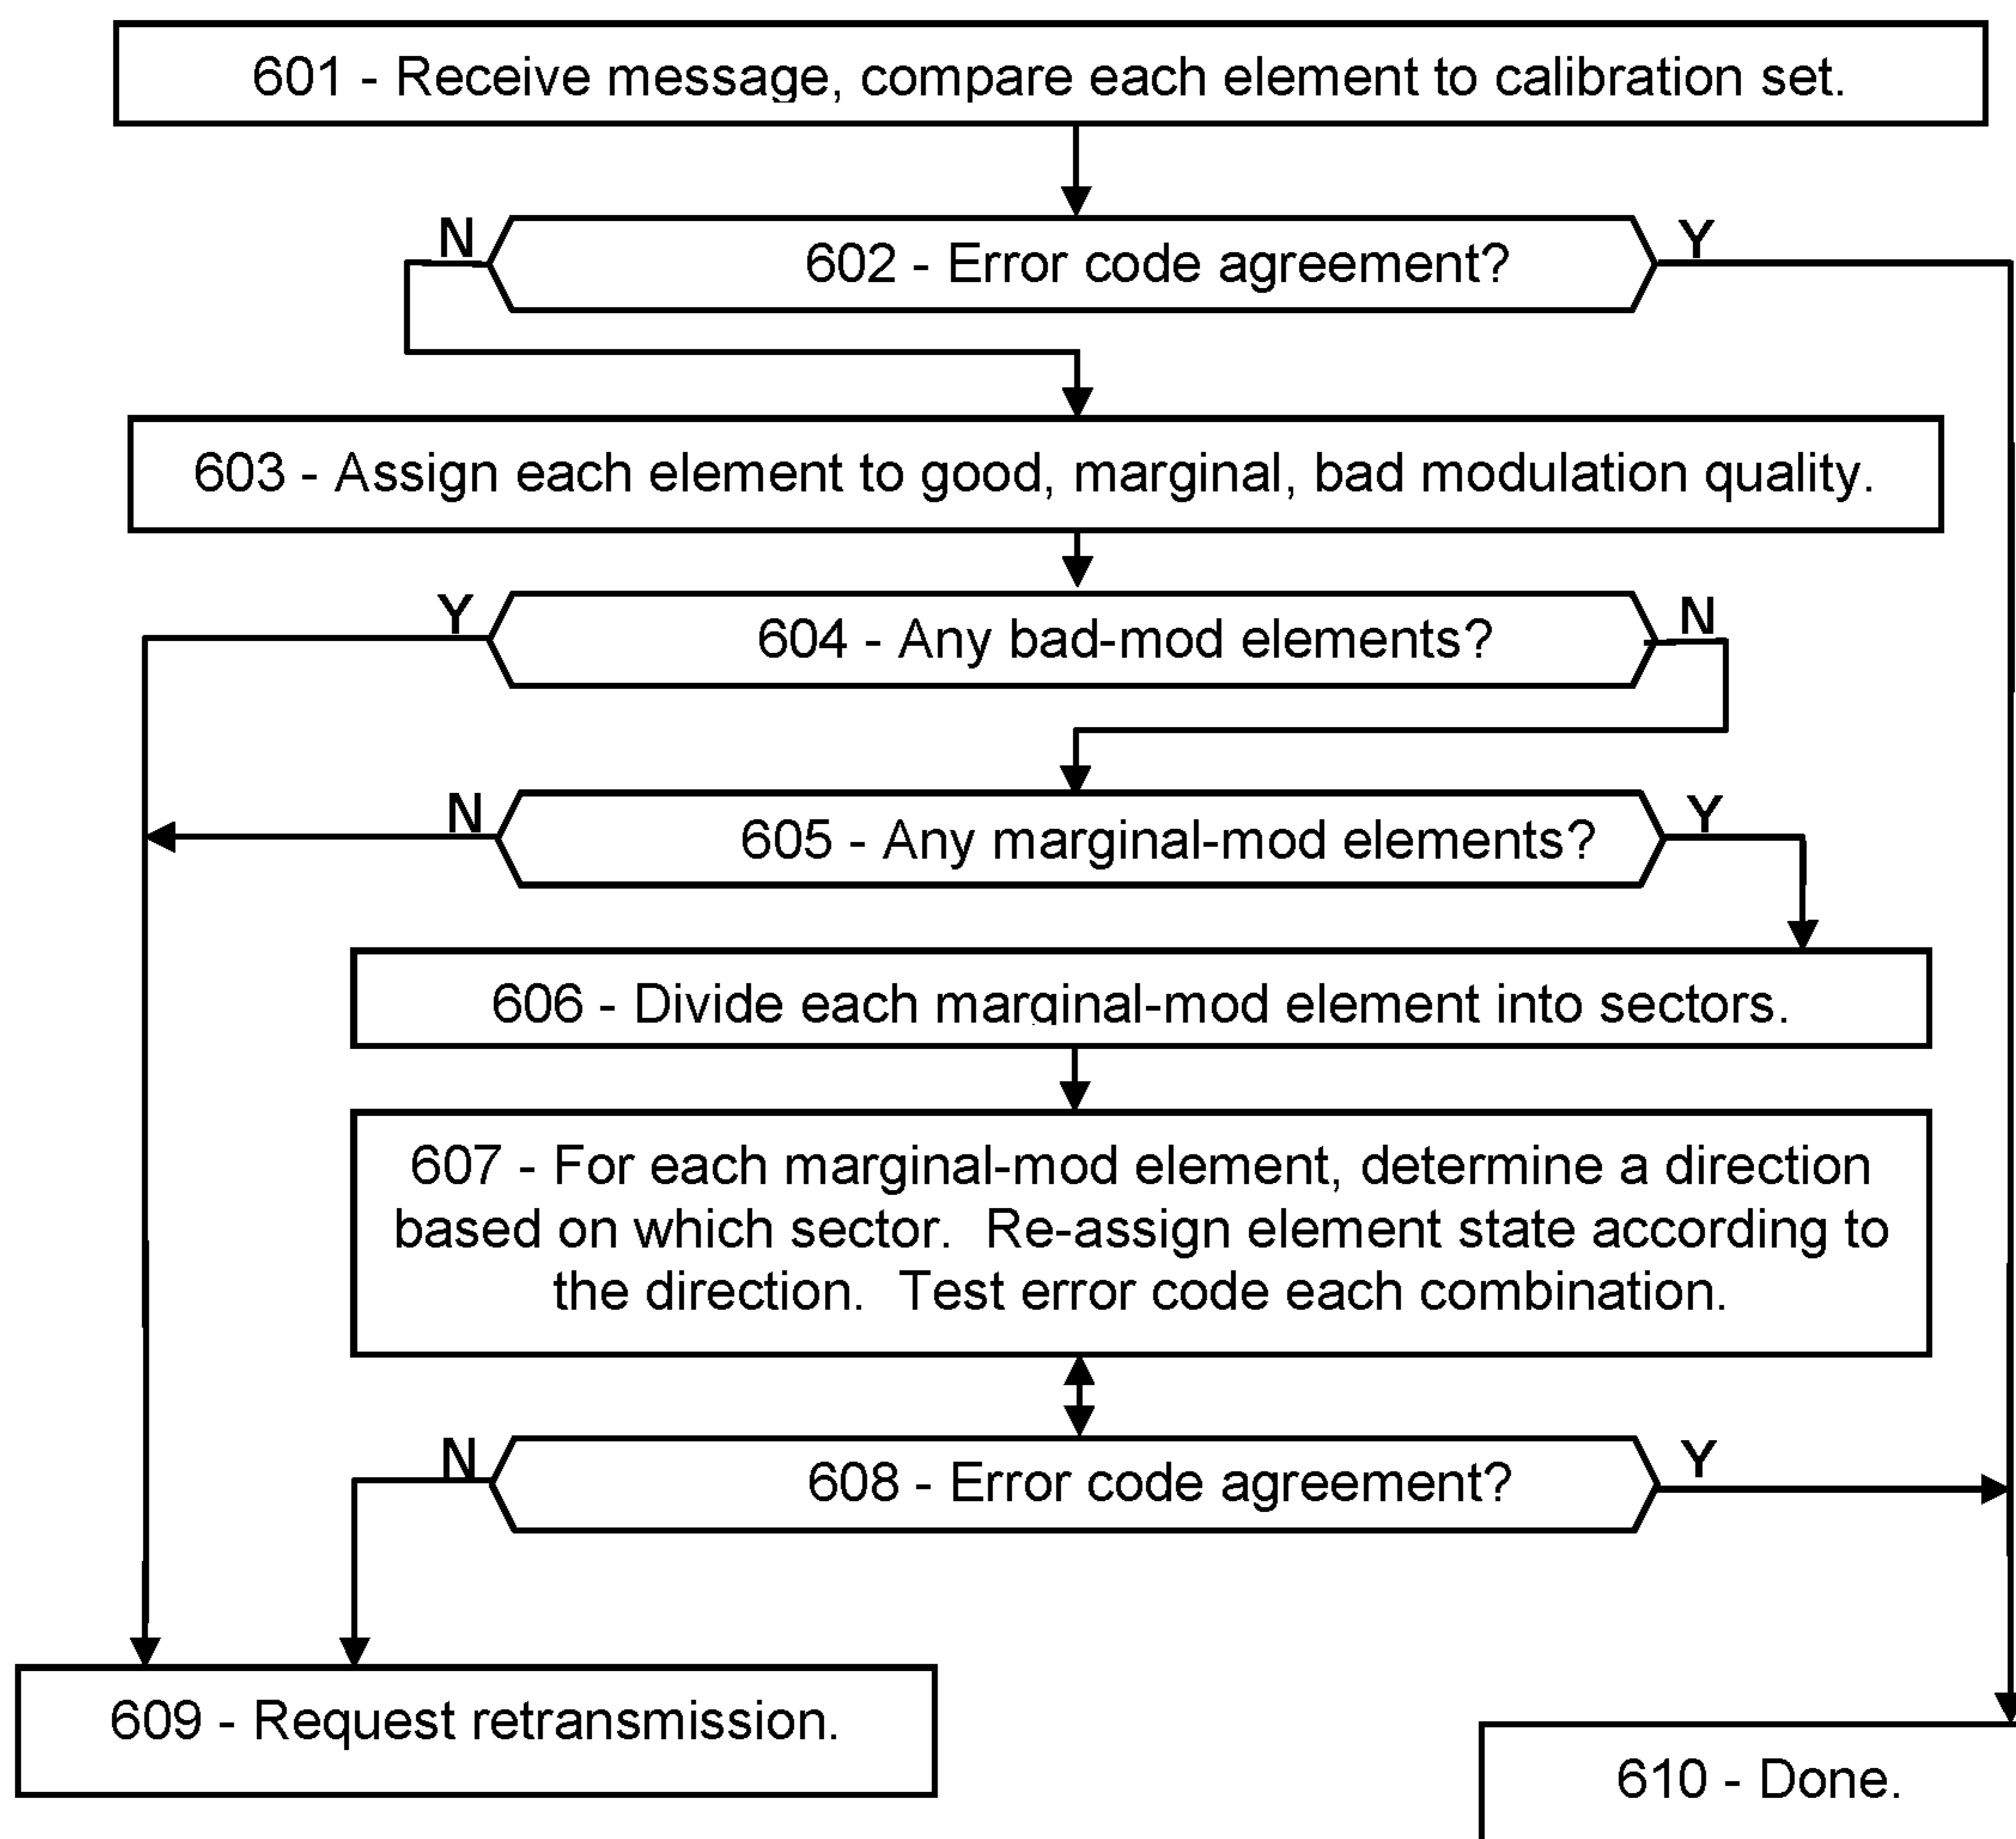 601 - Receive message, compare each element to calibration set.
N
Y
602 - Error code agreement?
603 - Assign each element to good, marginal, bad modulation quality.
Y
N
604 - Any bad-mod elements?
N
Y
605 - Any marginal-mod elements?
606 - Divide each marginal-mod element into sectors.
607 - For each marginal-mod element, determine a direction
based on which sector.  Re-assign element state according to
the direction.  Test error code each combination.
N
Y
608 - Error code agreement?
609 - Request retransmission.
610 - Done.